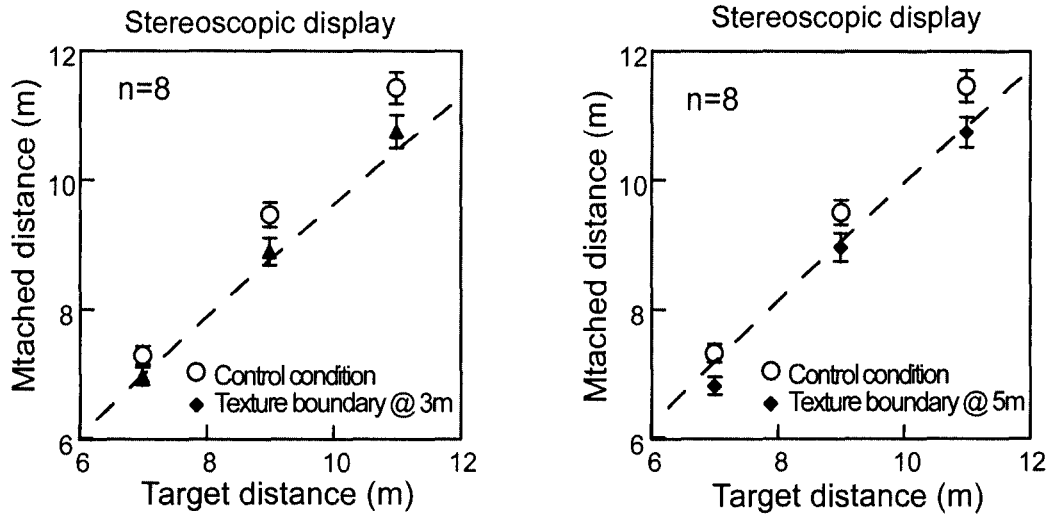 Stereoscopic display
12
10
8
6
Mtached distance (m)
n=8
Control condition
Texture boundary @ 3m
6 8 10 12
Target distance (m)
Stereoscopic display
12
10
8
6
Mtached distance (m)
n=8
Control condition
Texture boundary @ 5m
6 8 10 12
Target distance (m)